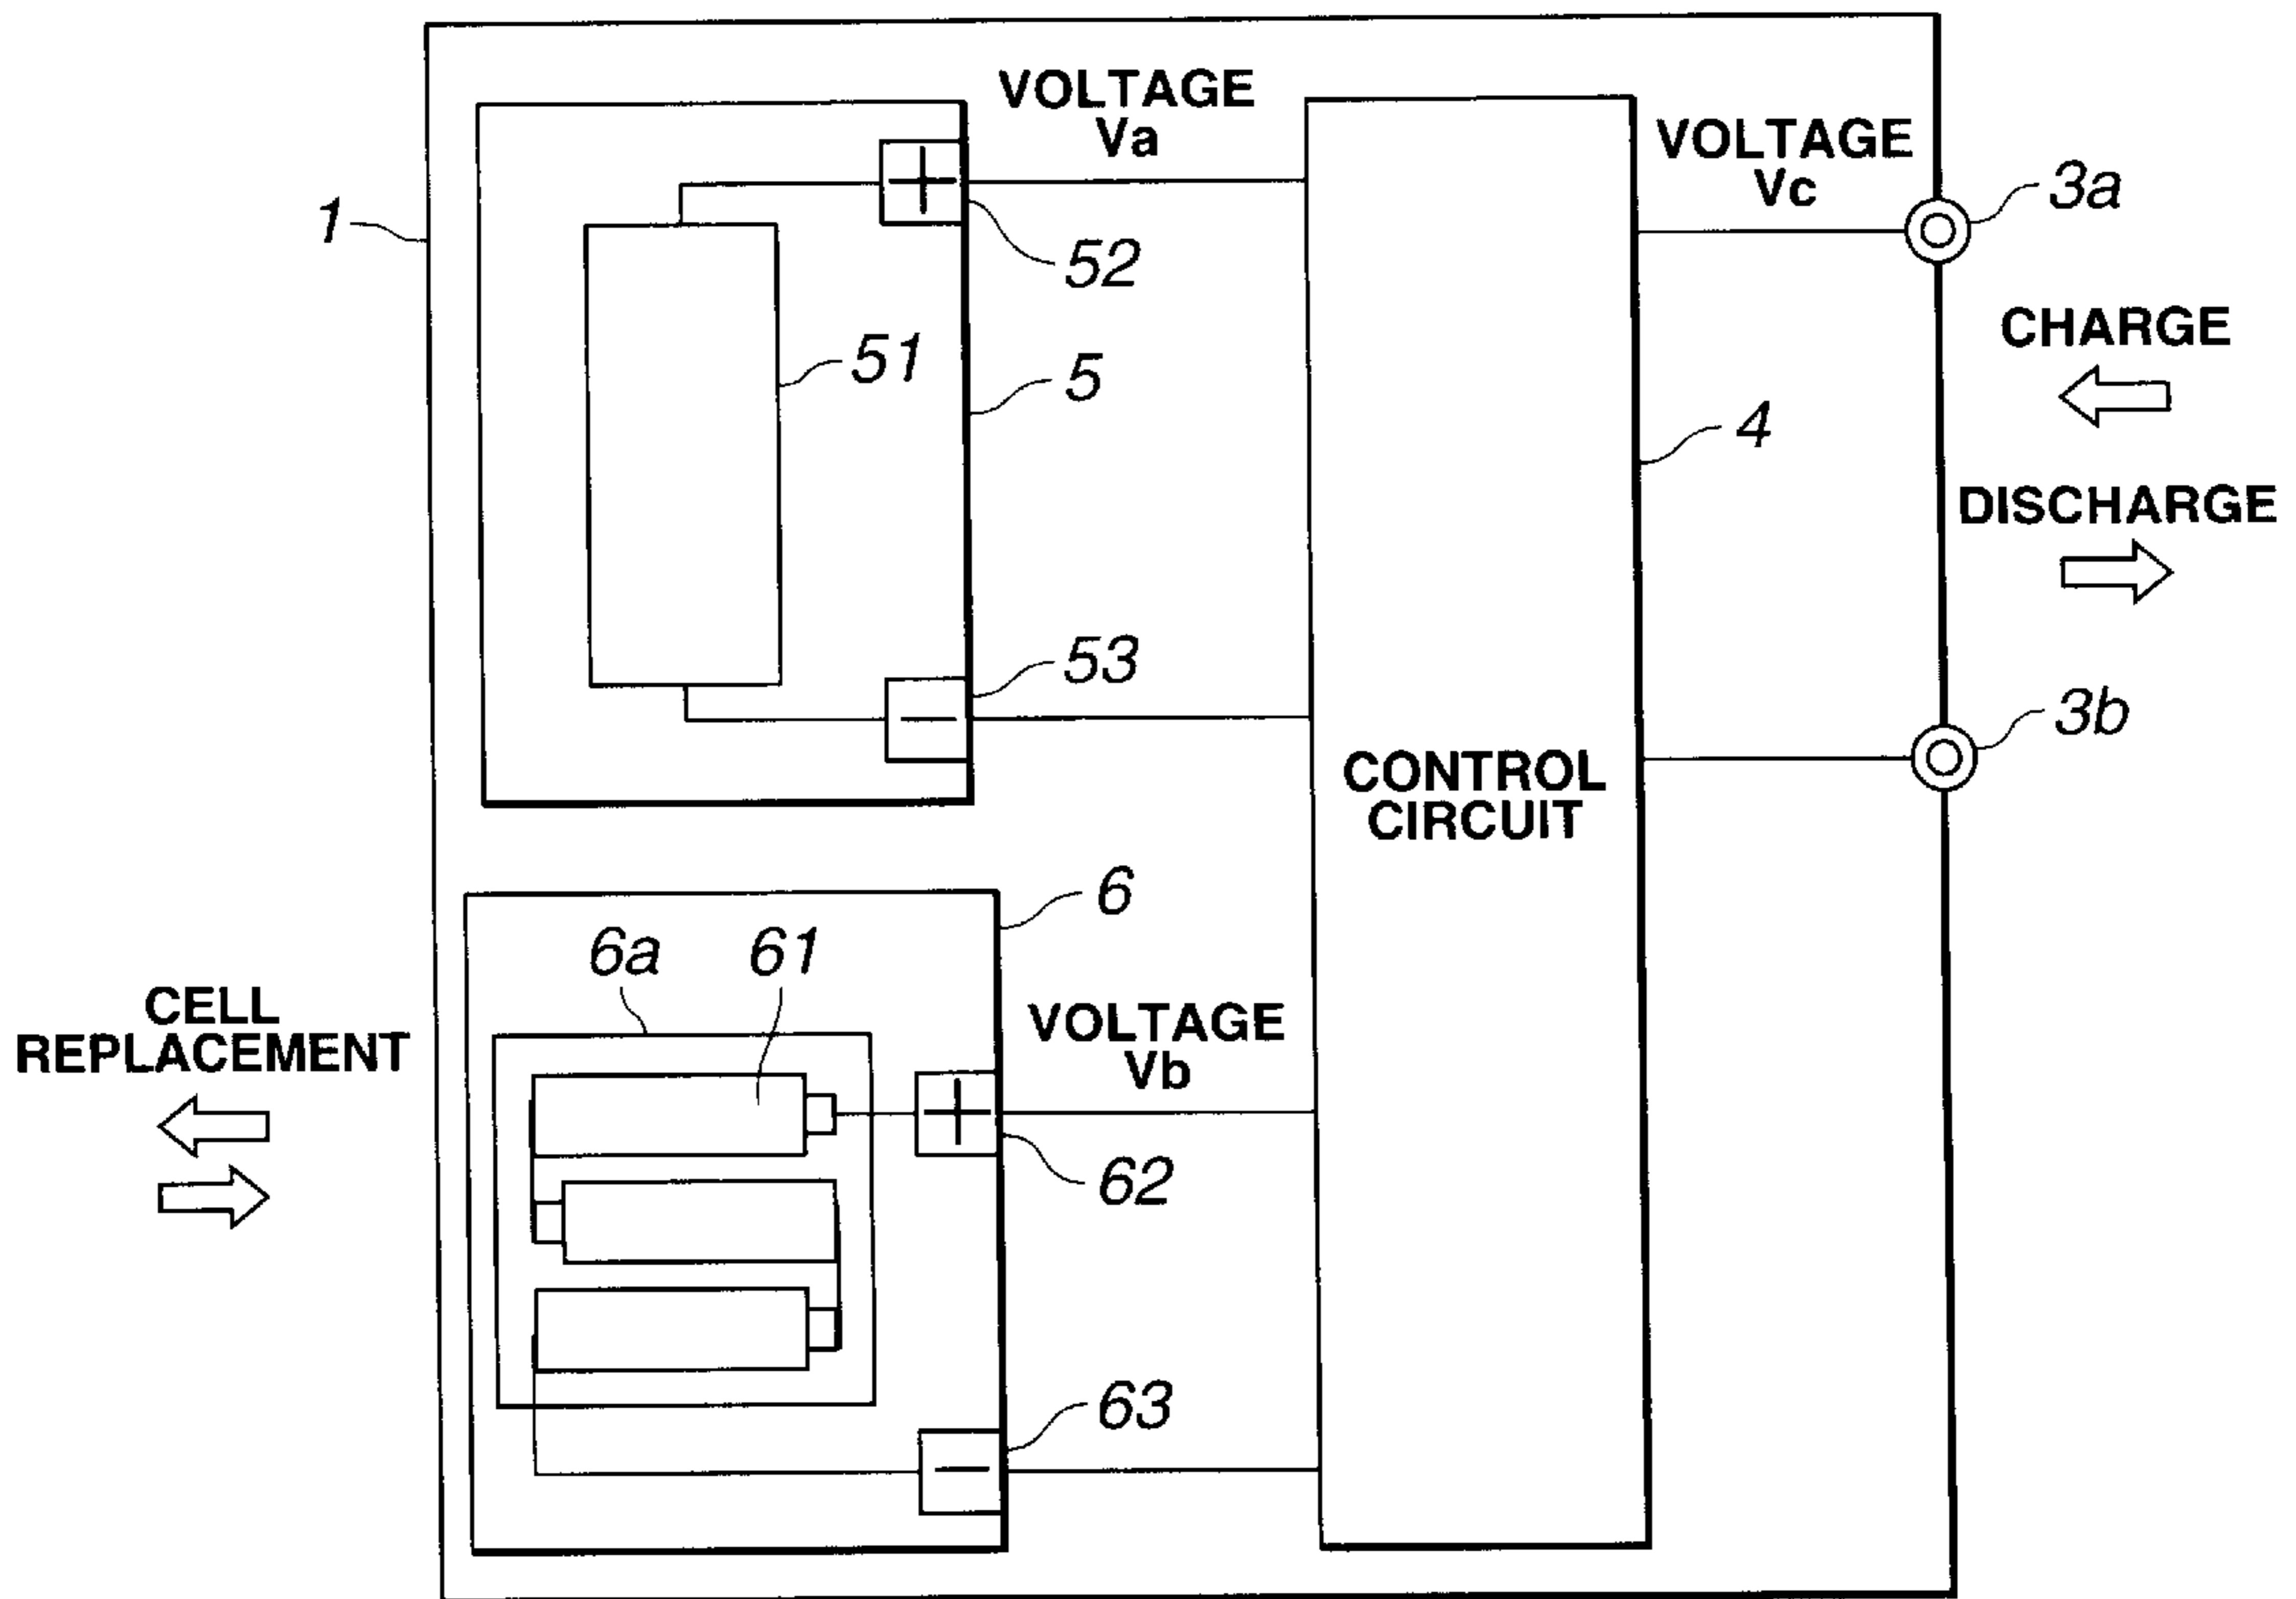 VOLTAGE
Va
VOLTAGE
Vc
1
3a
52
CHARGE
51
5
4
DISCHARGE
53
3b
CONTROL
CIRCUIT
6
6a
61
CELL
REPLACEMENT
VOLTAGE
Vb
62
63
+
−
+
−